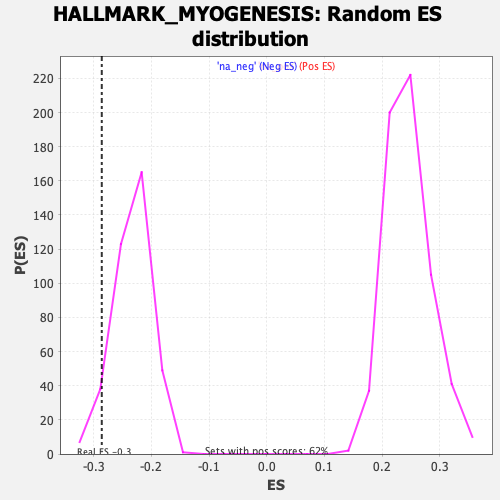 HALLMARK_MYOGENESIS: Random ES
distribution
'na_neg' (Neg ES) (Pos ES)
220
200
180
160
140
120
100
80
60
40
20
0
P(ES)
Real ES -0.3
Sets with pos scores: 62%
-0.3 -0.2 -0.1 0.0 0.1 0.2 0.3
ES